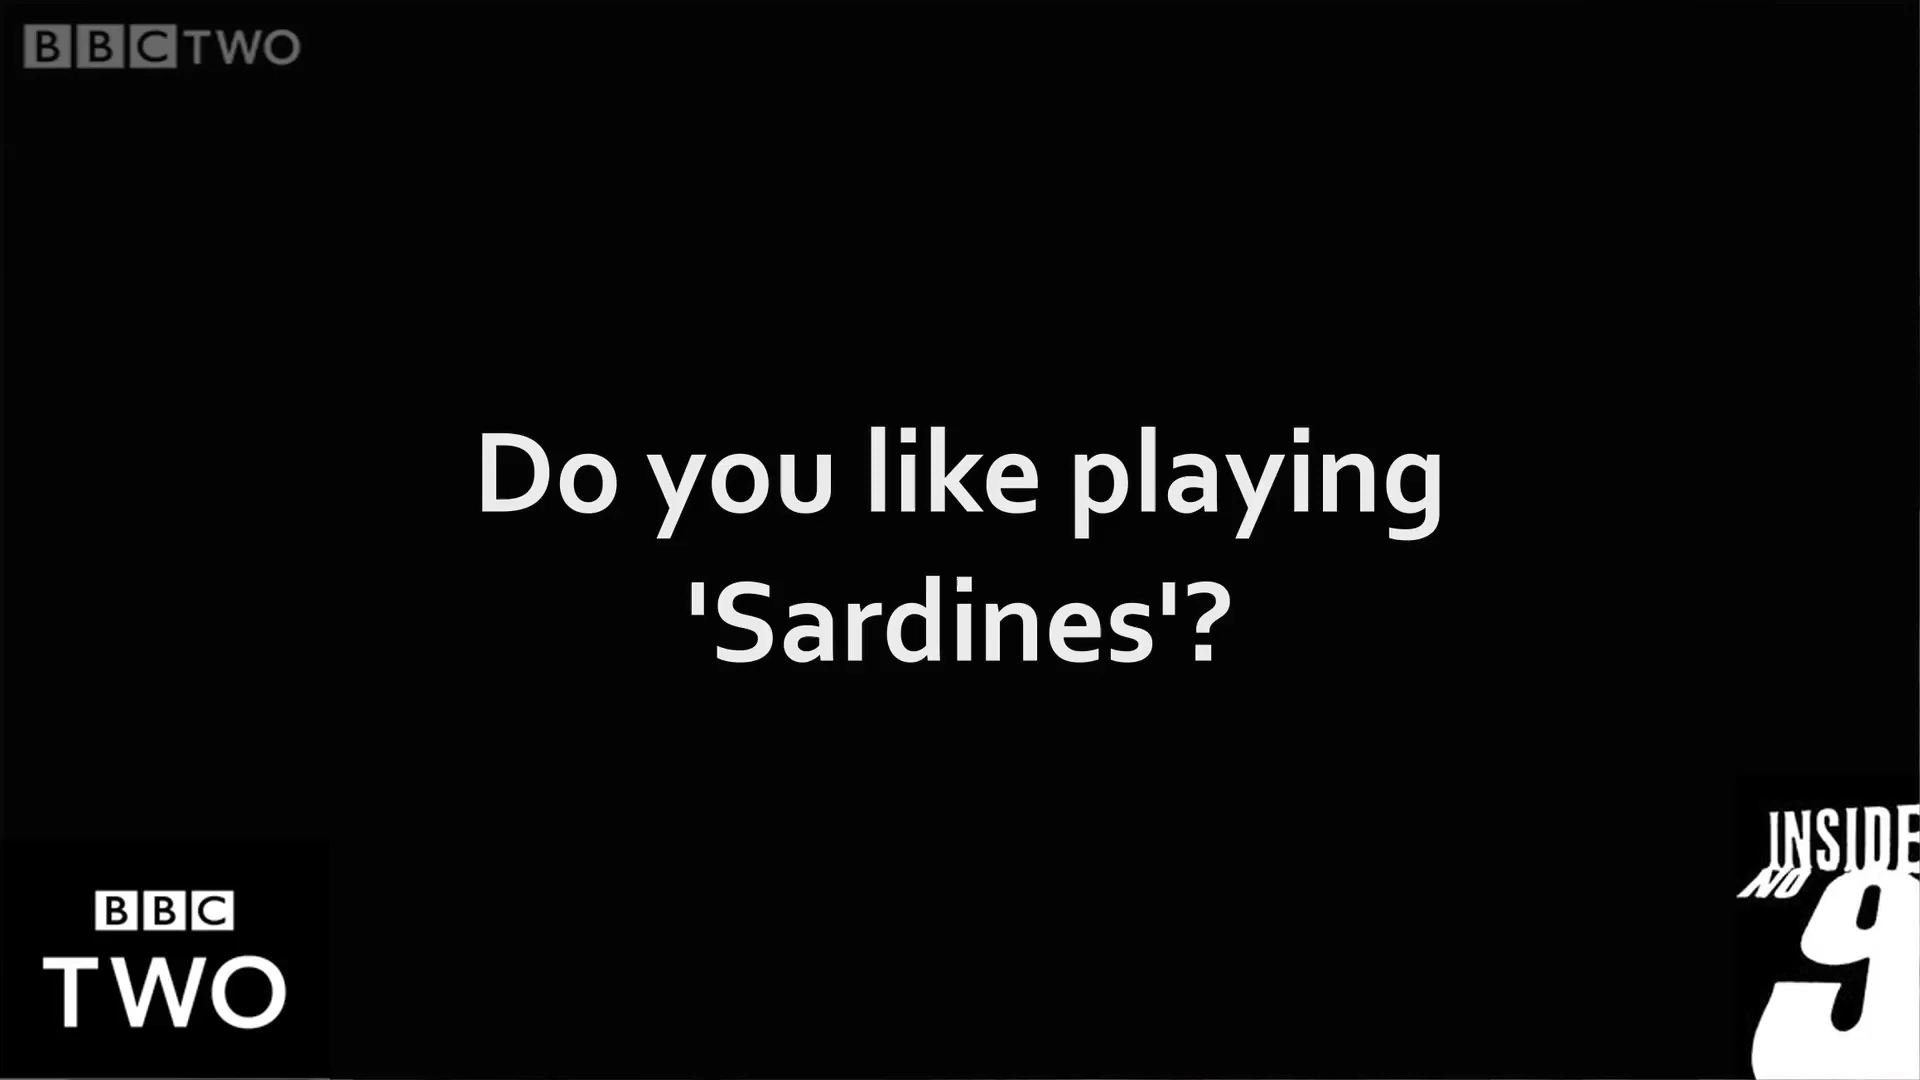 BBC TWO
Do you like playing
'Sardines'?
INSIDE
NO 9
BBC
TWO